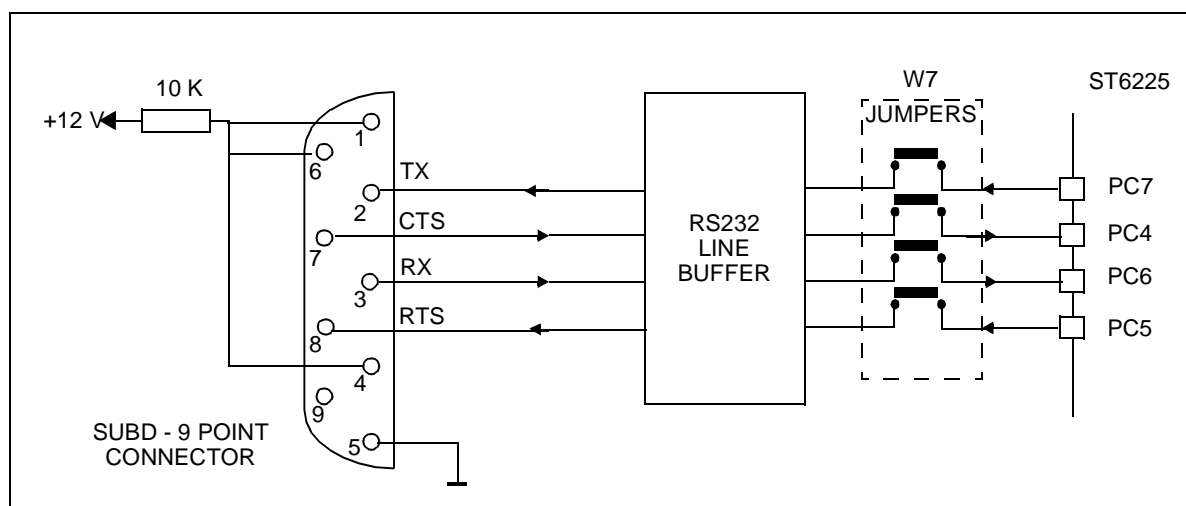 10 K
+12 V
1
6
TX
2
CTS
7
RX
3
RTS
8
4
9
5
SUBD - 9 POINT
CONNECTOR
RS232
LINE
BUFFER
W7
JUMPERS
ST6225
PC7
PC4
PC6
PC5